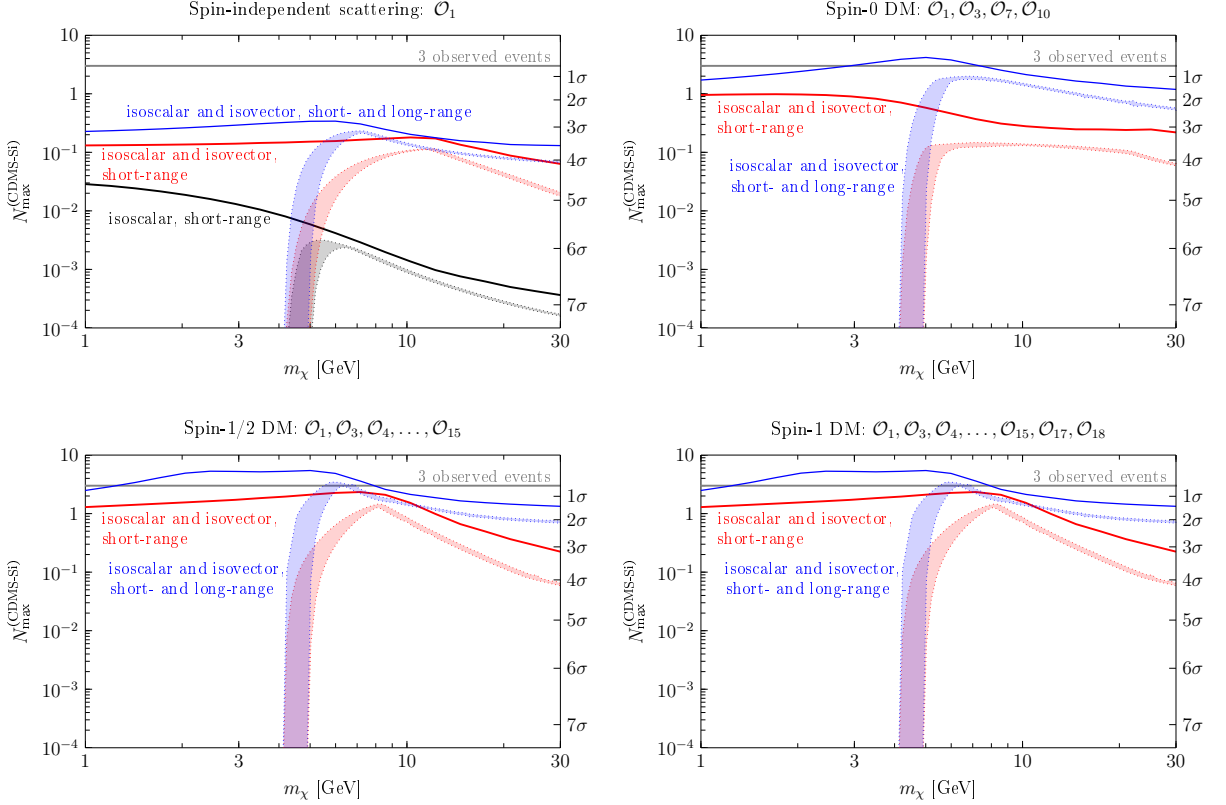 Spin-independent scattering: 𝒪₁
10
1
10⁻¹
10⁻²
10⁻³
10⁻⁴
N_max^(CDMS-Si)
3 observed events
isoscalar and isovector, short- and long-range
isoscalar and isovector,
short-range
isoscalar, short-range
1σ
2σ
3σ
4σ
5σ
6σ
7σ
1 3 10 30
m_χ [GeV]
Spin-0 DM: 𝒪₁, 𝒪₃, 𝒪₇, 𝒪₁₀
10
1
10⁻¹
10⁻²
10⁻³
10⁻⁴
N_max^(CDMS-Si)
3 observed events
isoscalar and isovector,
short-range
isoscalar and isovector,
short- and long-range
1σ
2σ
3σ
4σ
5σ
6σ
7σ
1 3 10 30
m_χ [GeV]
Spin-1/2 DM: 𝒪₁, 𝒪₃, 𝒪₄, . . . , 𝒪₁₅
10
1
10⁻¹
10⁻²
10⁻³
10⁻⁴
N_max^(CDMS-Si)
3 observed events
isoscalar and isovector,
short-range
isoscalar and isovector,
short- and long-range
1σ
2σ
3σ
4σ
5σ
6σ
7σ
1 3 10 30
m_χ [GeV]
Spin-1 DM: 𝒪₁, 𝒪₃, 𝒪₄, . . . , 𝒪₁₅, 𝒪₁₇, 𝒪₁₈
10
1
10⁻¹
10⁻²
10⁻³
10⁻⁴
N_max^(CDMS-Si)
3 observed events
isoscalar and isovector,
short-range
isoscalar and isovector,
short- and long-range
1σ
2σ
3σ
4σ
5σ
6σ
7σ
1 3 10 30
m_χ [GeV]